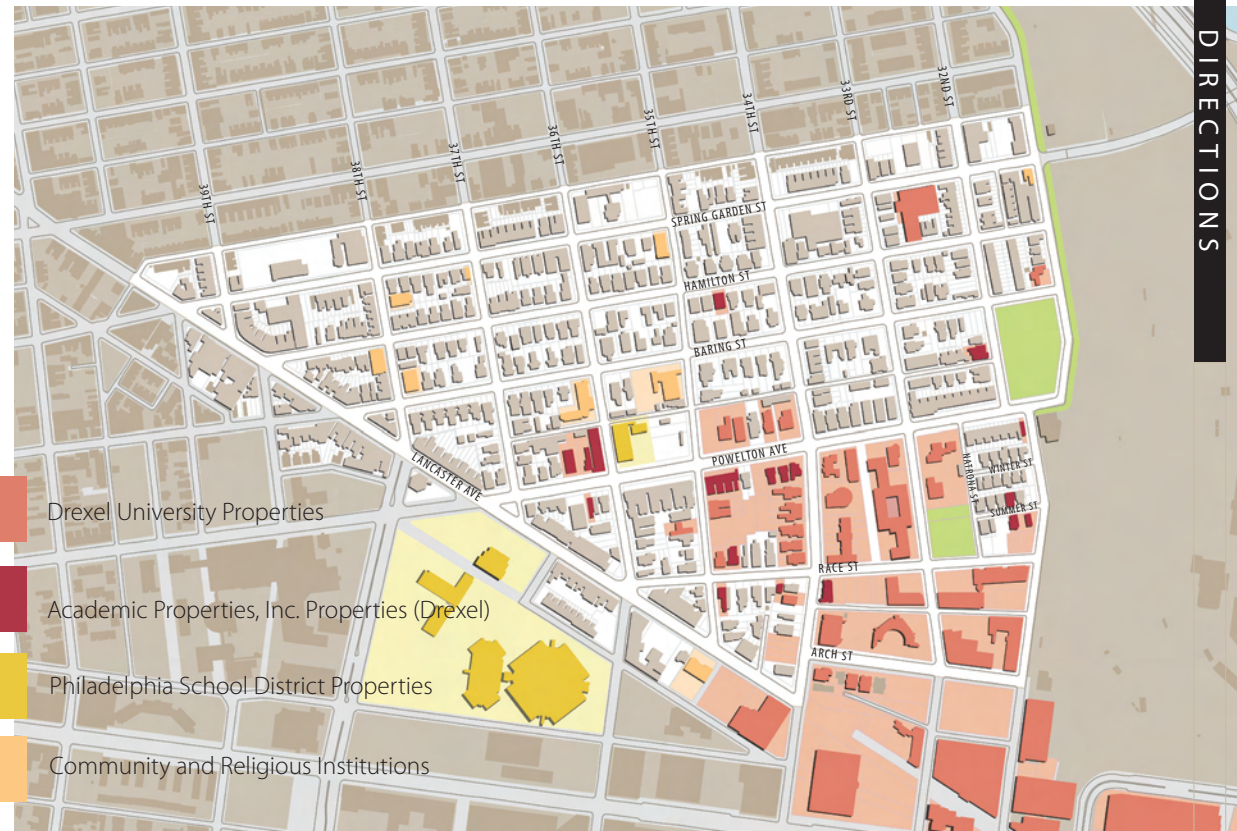 DIRECTIONS
32ND ST
33RD ST
34TH ST
35TH ST
36TH ST
37TH ST
38TH ST
39TH ST
SPRING GARDEN ST
HAMILTON ST
BARING ST
POWELTON AVE
LANCASTER AVE
NATRONA ST
WINTER ST
SUMMER ST
RACE ST
ARCH ST
Drexel University Properties
Academic Properties, Inc. Properties (Drexel)
Philadelphia School District Properties
Community and Religious Institutions